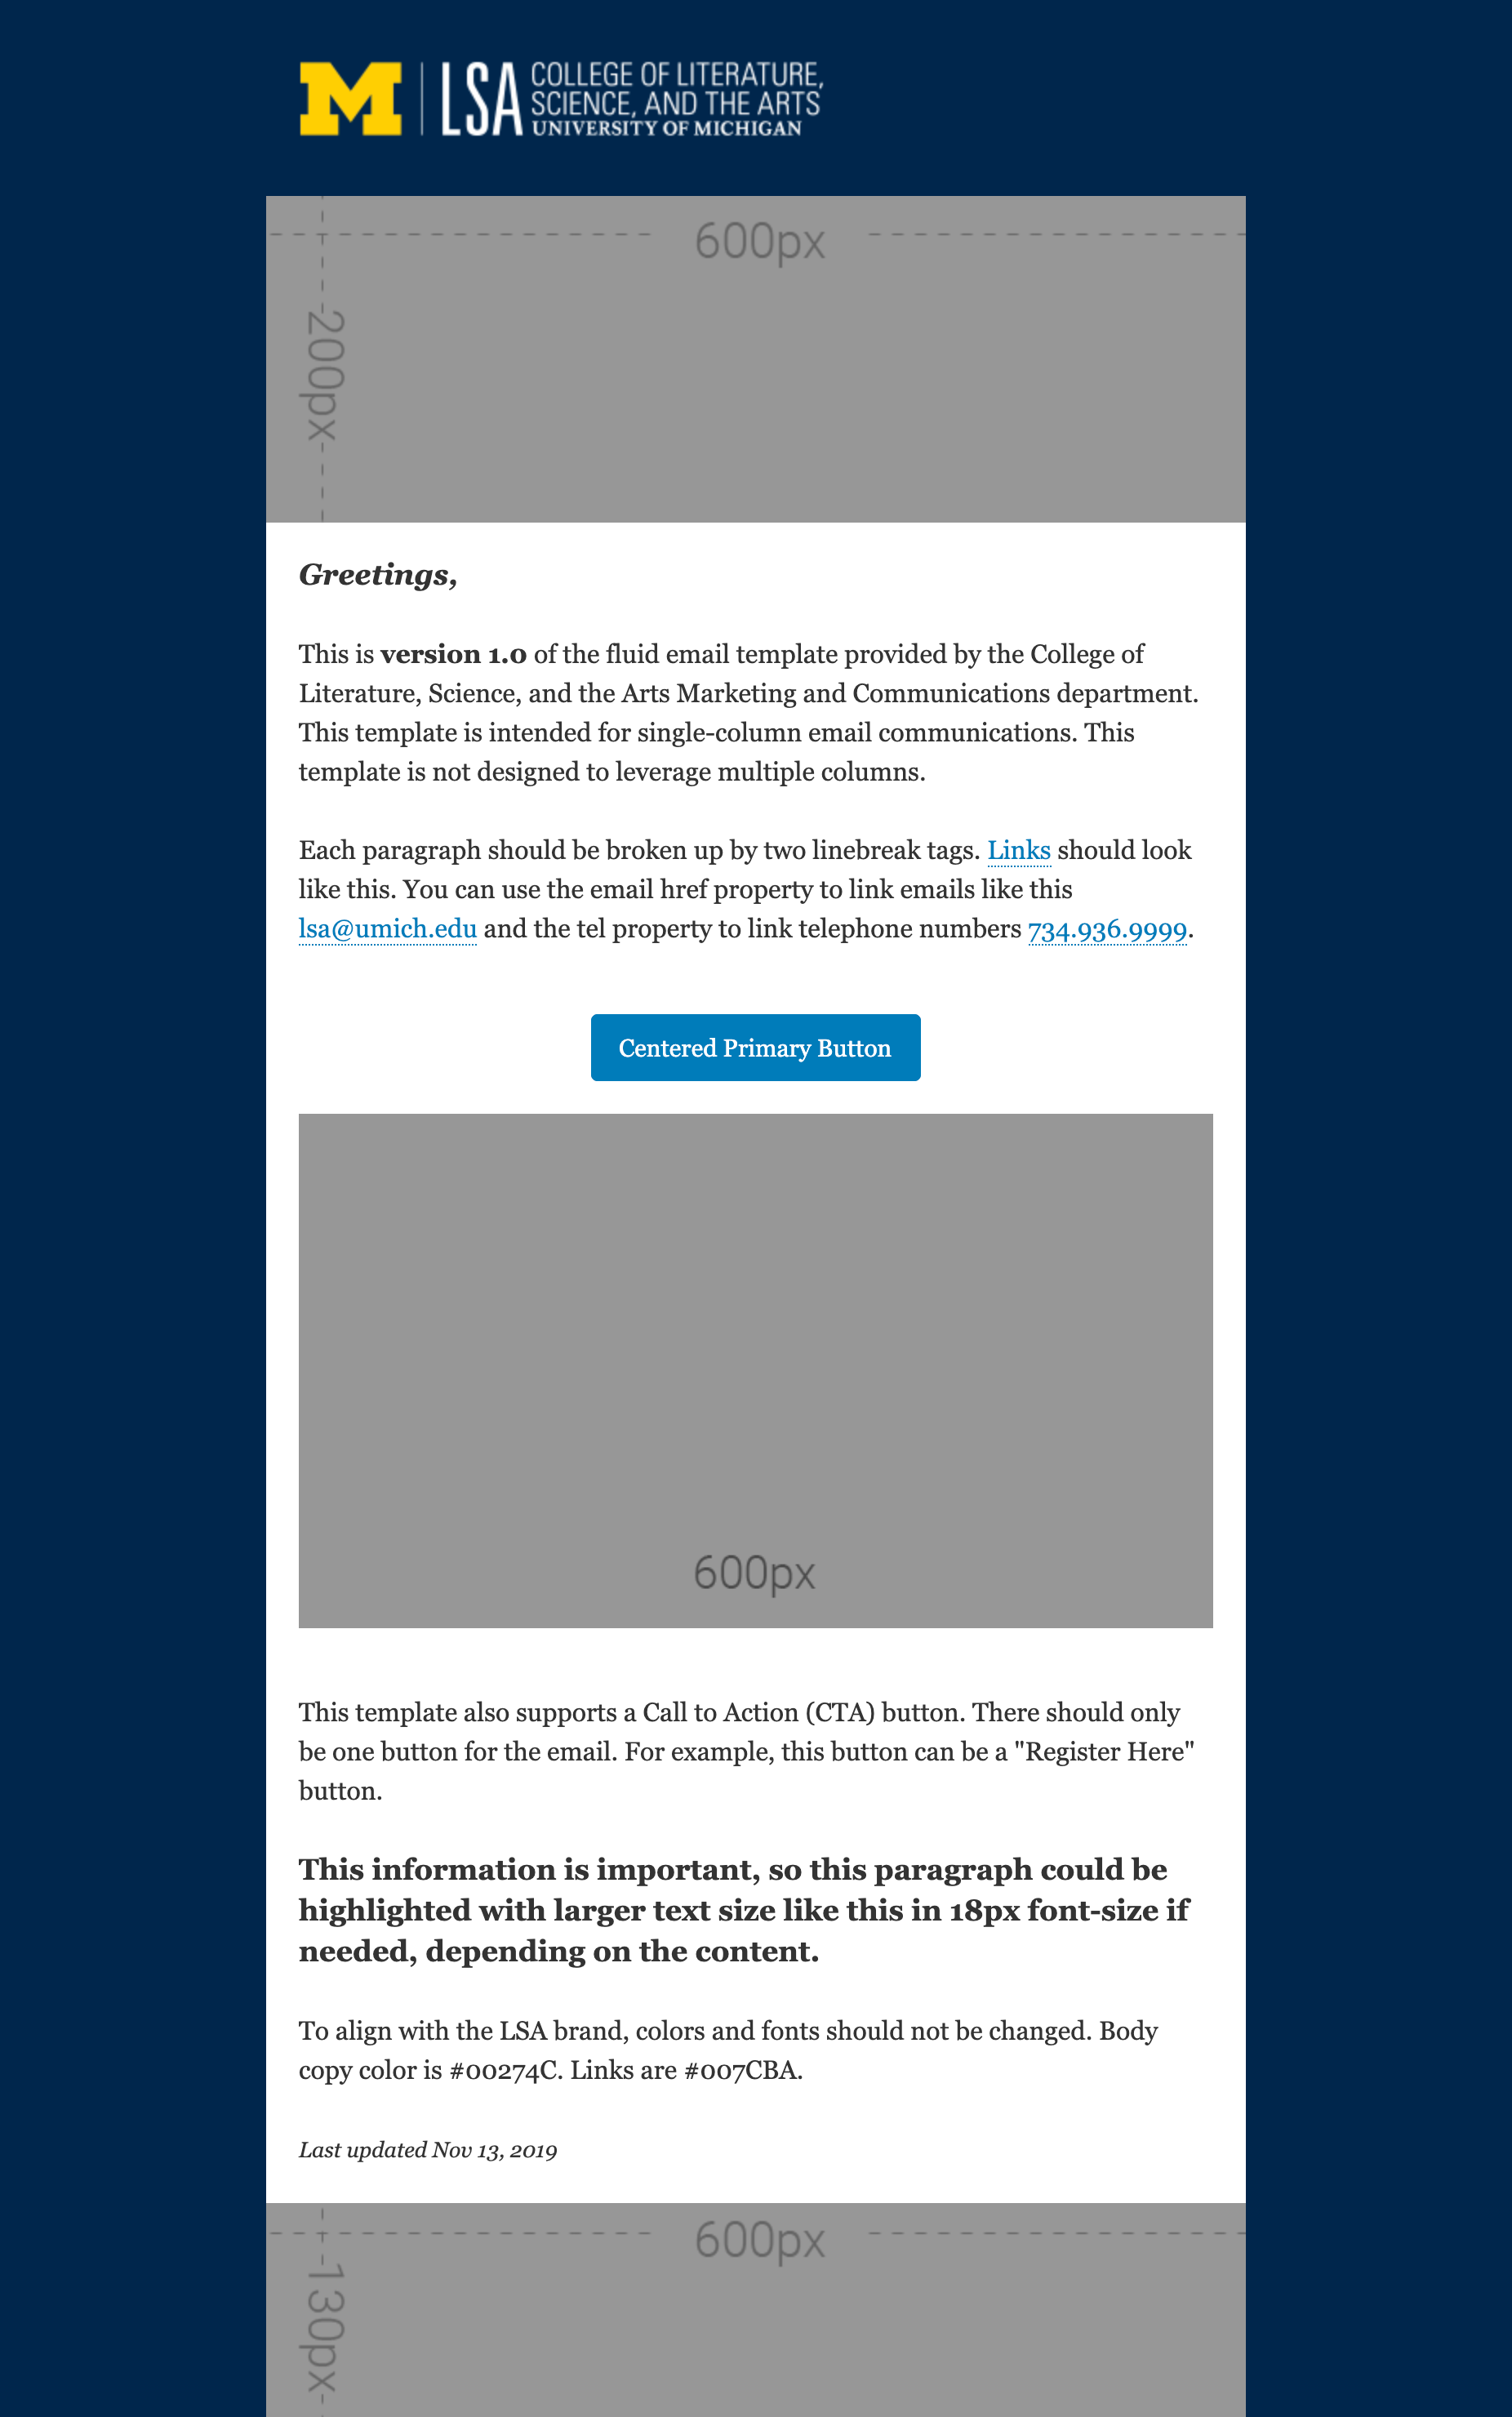 M LSA COLLEGE OF LITERATURE,
SCIENCE, AND THE ARTS
UNIVERSITY OF MICHIGAN
600px
200px
Greetings,
This is version 1.0 of the fluid email template provided by the College of
Literature, Science, and the Arts Marketing and Communications department.
This template is intended for single-column email communications. This
template is not designed to leverage multiple columns.
Each paragraph should be broken up by two linebreak tags. Links should look
like this. You can use the email href property to link emails like this
lsa@umich.edu and the tel property to link telephone numbers 734.936.9999.
Centered Primary Button
600px
This template also supports a Call to Action (CTA) button. There should only
be one button for the email. For example, this button can be a "Register Here"
button.
This information is important, so this paragraph could be
highlighted with larger text size like this in 18px font-size if
needed, depending on the content.
To align with the LSA brand, colors and fonts should not be changed. Body
copy color is #00274C. Links are #007CBA.
Last updated Nov 13, 2019
600px
130px